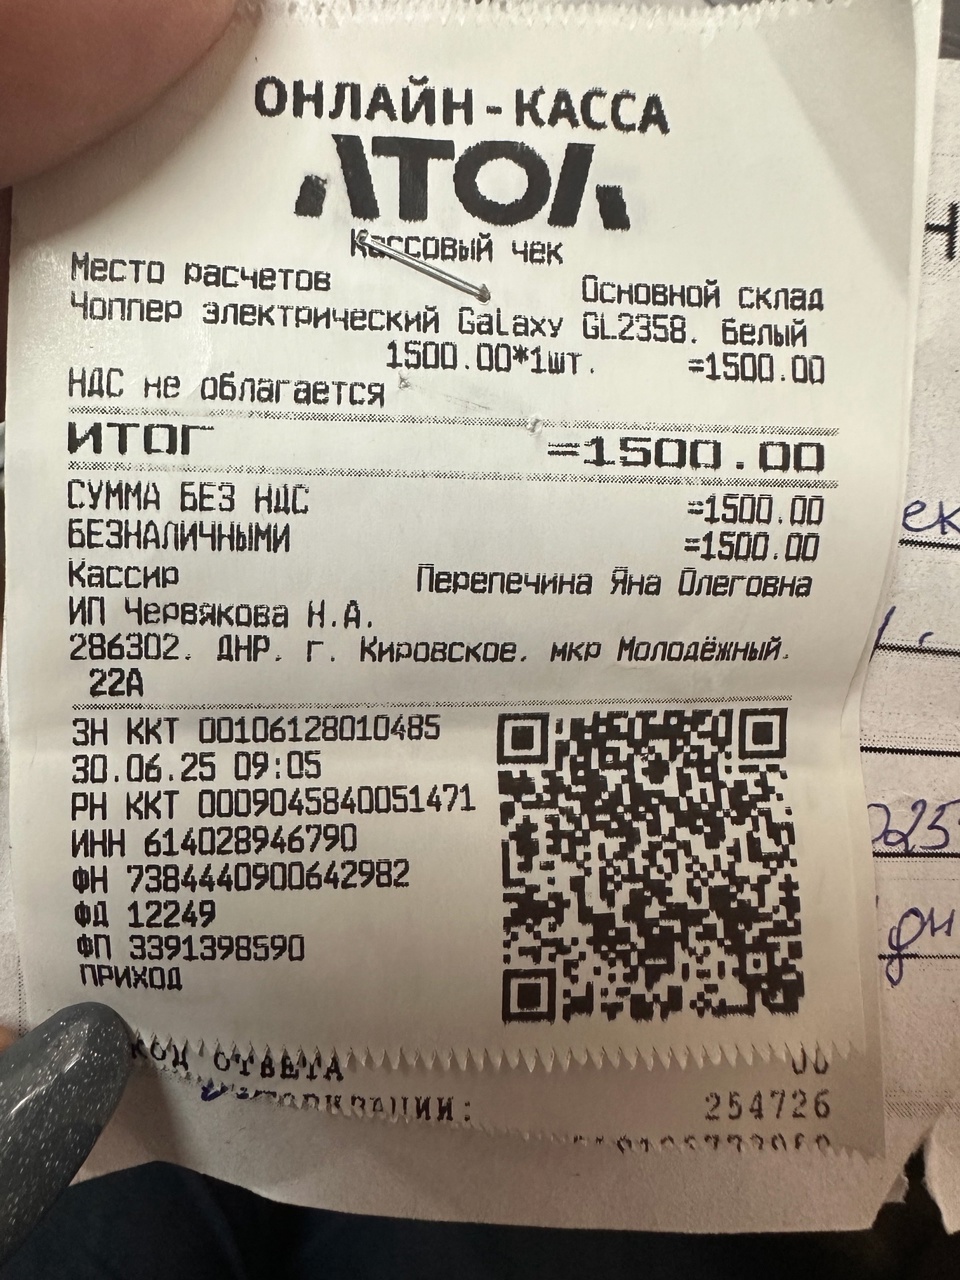 ОНЛАЙН-КАССА
АТОЛ
Кассовый чек
Место расчетов Основной склад
Чоппер электрический GaLaxy GL2358. Белый
1500.00*1шт. =1500.00
НДС не облагается
ИТОГ =1500.00
СУММА БЕЗ НДС =1500.00
БЕЗНАЛИЧНЫМИ =1500.00
Кассир Перепечина Яна Олеговна
ИП Червякова Н.А.
286302, ДНР, г. Кировское, мкр Молодёжный,
22А
ЗН ККТ 00106128010485
30.06.25 09:05
РН ККТ 0009045840051471
ИНН 614028946790
ФН 7384440900642982
ФД 12249
ФП 3391398590
ПРИХОД
КОД ОТВЕТА 00
254726